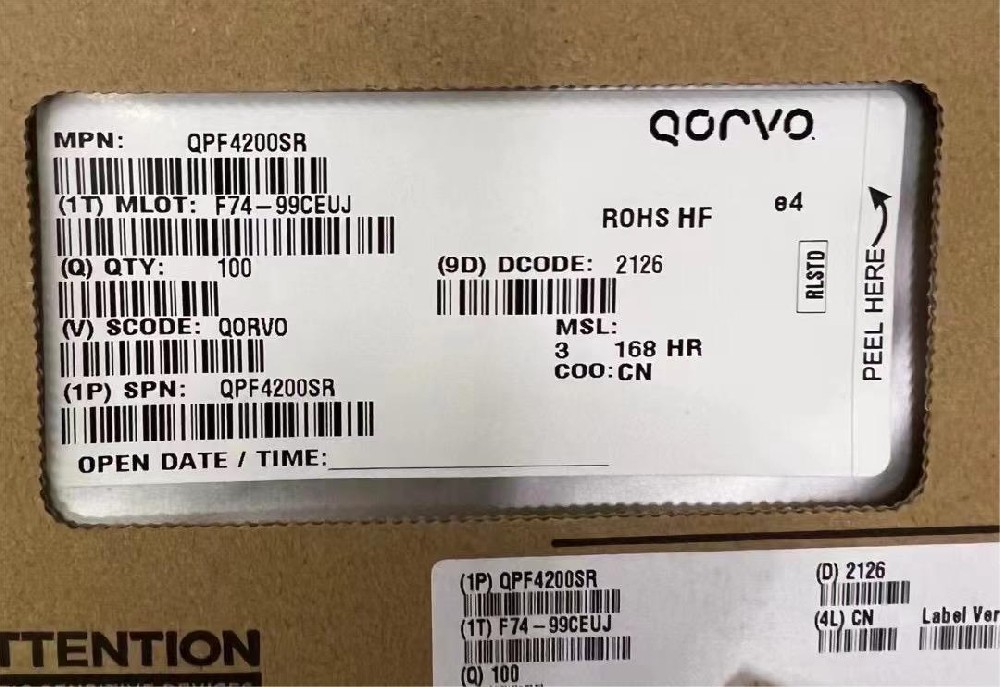 QORVO
MPN: QPF4200SR
(1T) MLOT: F74-99CEUJ
ROHS HF e4
(Q) QTY: 100
(9D) DCODE: 2126
RLSTD
PEEL HERE
(V) SCODE: QORVO
MSL:
3 168 HR
COO: CN
(1P) SPN: QPF4200SR
OPEN DATE / TIME:
(1P) QPF4200SR
(D) 2126
(1T) F74-99CEUJ
(4L) CN
Label Ver
(Q) 100
TTENTION